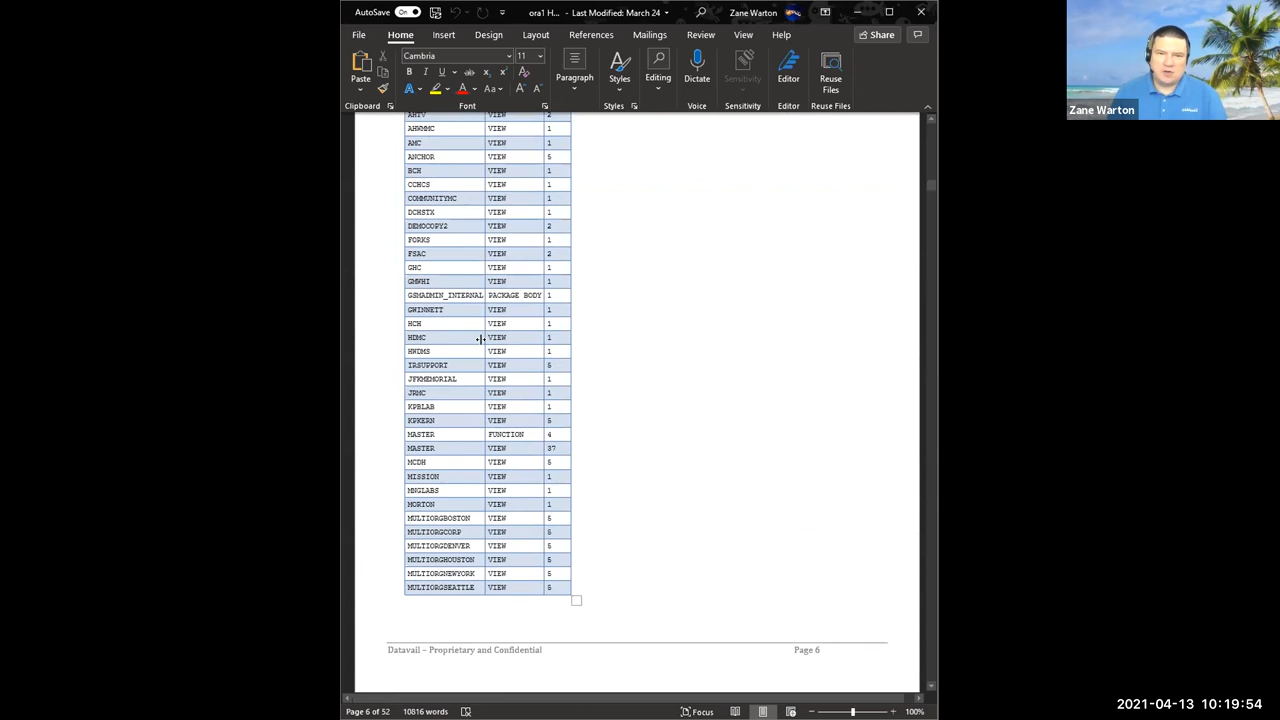 AutoSave On ora1 H... - Last Modified: March 24 Zane Warton
File Home Insert Design Layout References Mailings Review View Help Share
Cambria 11
Paste Paragraph Styles Editing Dictate Sensitivity Editor Reuse Files
Clipboard Font Styles Voice Sensitivity Editor Reuse Files
AHTV VIEW 2
AHWMMC VIEW 1
AMC VIEW 1
ANCHOR VIEW 5
BCH VIEW 1
CCHCS VIEW 1
COMMUNITYMC VIEW 1
DCHSTX VIEW 1
DEMOCOPY2 VIEW 2
FORKS VIEW 1
FSAC VIEW 2
GHC VIEW 1
GMWHI VIEW 1
GSMADMIN_INTERNAL PACKAGE BODY 1
GWINNETT VIEW 1
HCH VIEW 1
HDMC VIEW 1
HWDMS VIEW 1
IRSUPPORT VIEW 5
JFKMEMORIAL VIEW 1
JRMC VIEW 1
KPBLAB VIEW 1
KPKERN VIEW 5
MASTER FUNCTION 4
MASTER VIEW 37
MCDH VIEW 5
MISSION VIEW 1
MNGLABS VIEW 1
MORTON VIEW 1
MULTIORGBOSTON VIEW 5
MULTIORGCORP VIEW 5
MULTIORGDENVER VIEW 5
MULTIORGHOUSTON VIEW 5
MULTIORGNEWYORK VIEW 5
MULTIORGSEATTLE VIEW 5
Datavail – Proprietary and Confidential Page 6
Page 6 of 52 10816 words Focus 100%
Zane Warton
2021-04-13 10:19:54